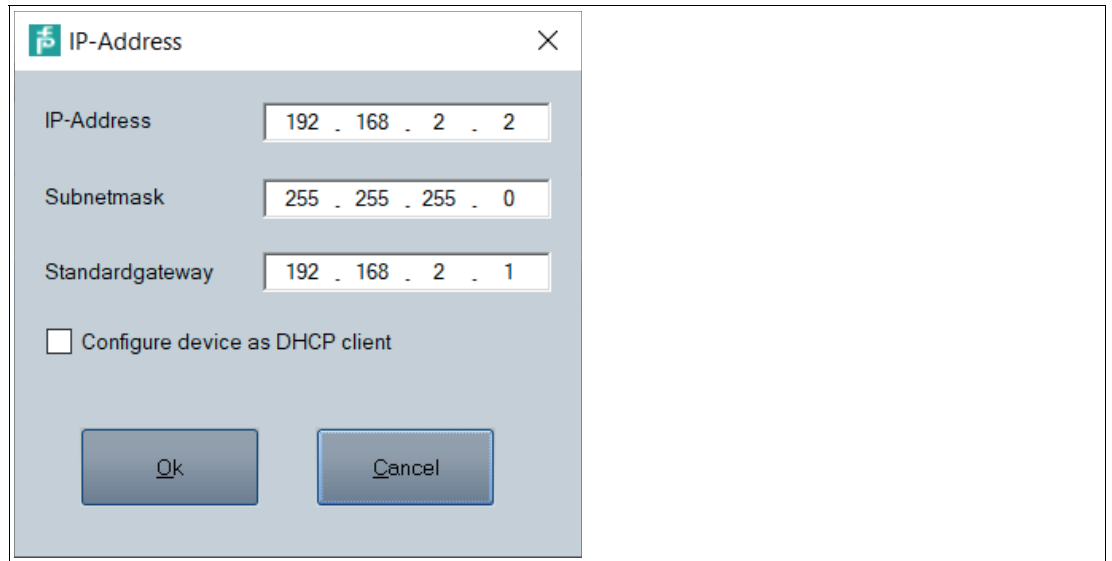 IP-Address
IP-Address 192 . 168 . 2 . 2
Subnetmask 255 . 255 . 255 . 0
Standardgateway 192 . 168 . 2 . 1
Configure device as DHCP client
Ok Cancel